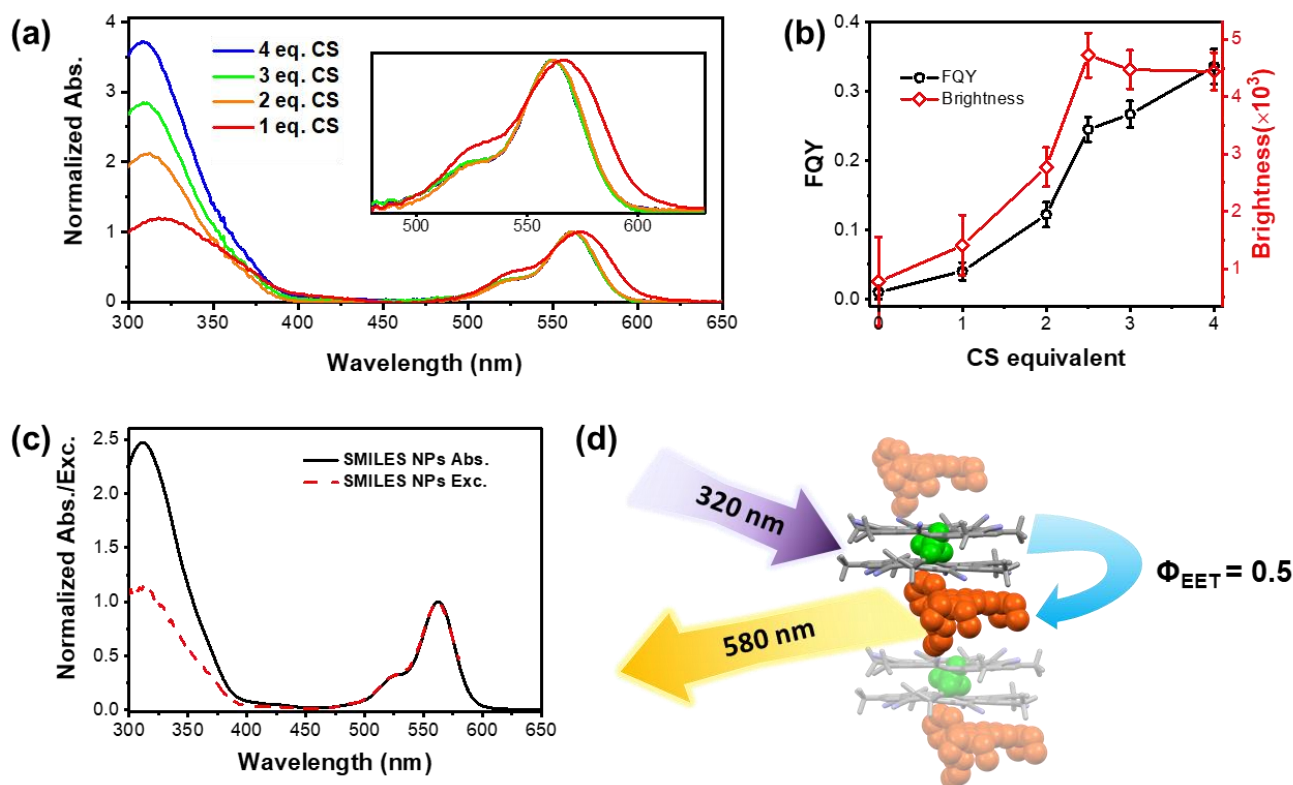 (a)
Normalized Abs.
4
3
2
1
0
4 eq. CS
3 eq. CS
2 eq. CS
1 eq. CS
500 550 600
300 350 400 450 500 550 600 650
Wavelength (nm)
(b)
FQY
0.4
0.3
0.2
0.1
0.0
FQY
Brightness
5
4
3
2
1
Brightness(×10³)
0 1 2 3 4
CS equivalent
(c)
Normalized Abs./Exc.
2.5
2.0
1.5
1.0
0.5
0.0
SMILES NPs Abs.
SMILES NPs Exc.
300 350 400 450 500 550 600 650
Wavelength (nm)
(d)
320 nm
580 nm
Φ_EET = 0.5